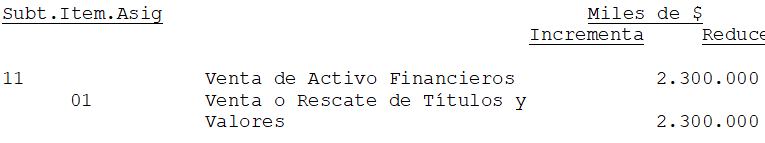 Subt.Item.Asig Miles de $
Incrementa Reduce
11 Venta de Activo Financieros 2.300.000
01 Venta o Rescate de Títulos y
Valores 2.300.000